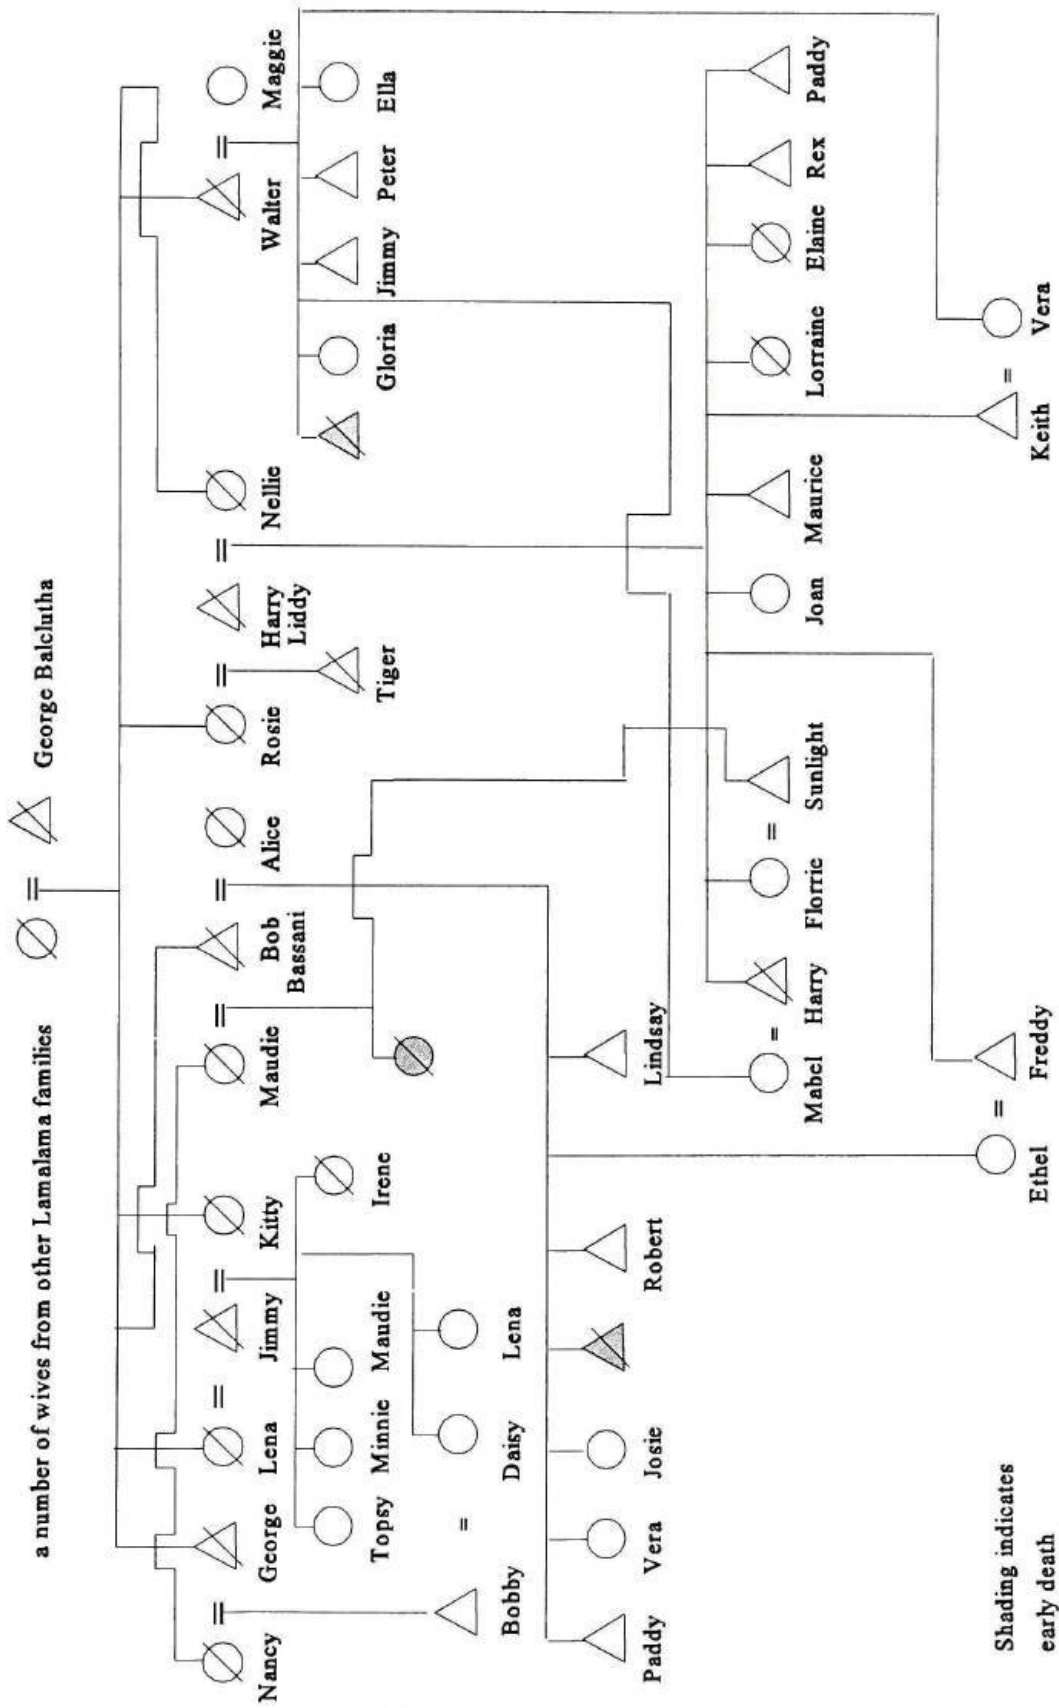 a number of wives from other Lamalama families
George Balclutha
Nancy
George
Lena
Jimmy
Kitty
Maudie
Bob
Bassani
Alice
Rosie
Harry
Liddy
Nellie
Walter
Maggie
Topsy
Minnie
Maudie
Irene
Tiger
Gloria
Jimmy
Peter
Ella
Bobby
Daisy
Lena
Paddy
Vera
Josie
Robert
Lindsay
Mabel
Harry
Florrie
Sunlight
Joan
Maurice
Lorraine
Elaine
Rex
Paddy
Ethel
Freddy
Keith
Vera
Shading indicates
early death